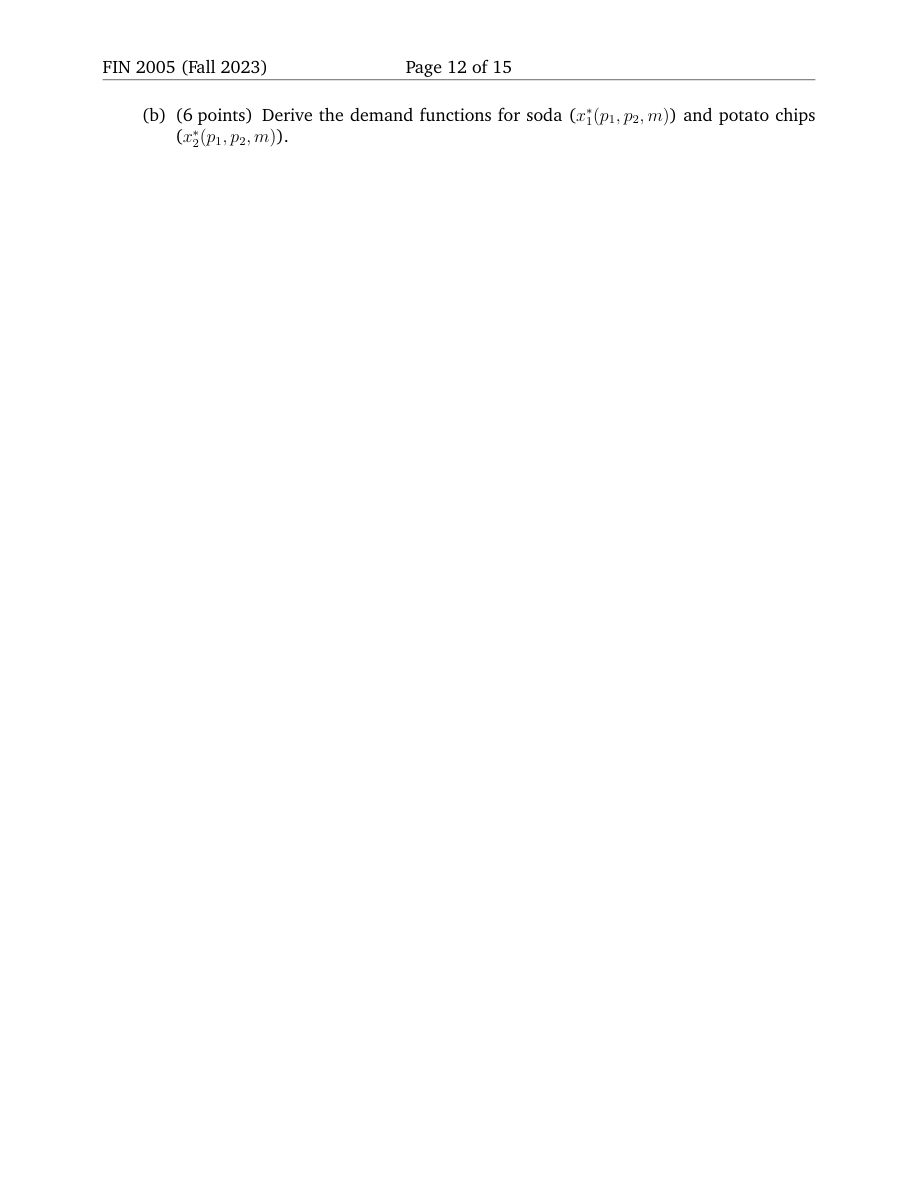 FIN 2005 (Fall 2023) Page 12 of 15
(b) (6 points) Derive the demand functions for soda (x₁*(p₁, p₂, m)) and potato chips
(x₂*(p₁, p₂, m)).